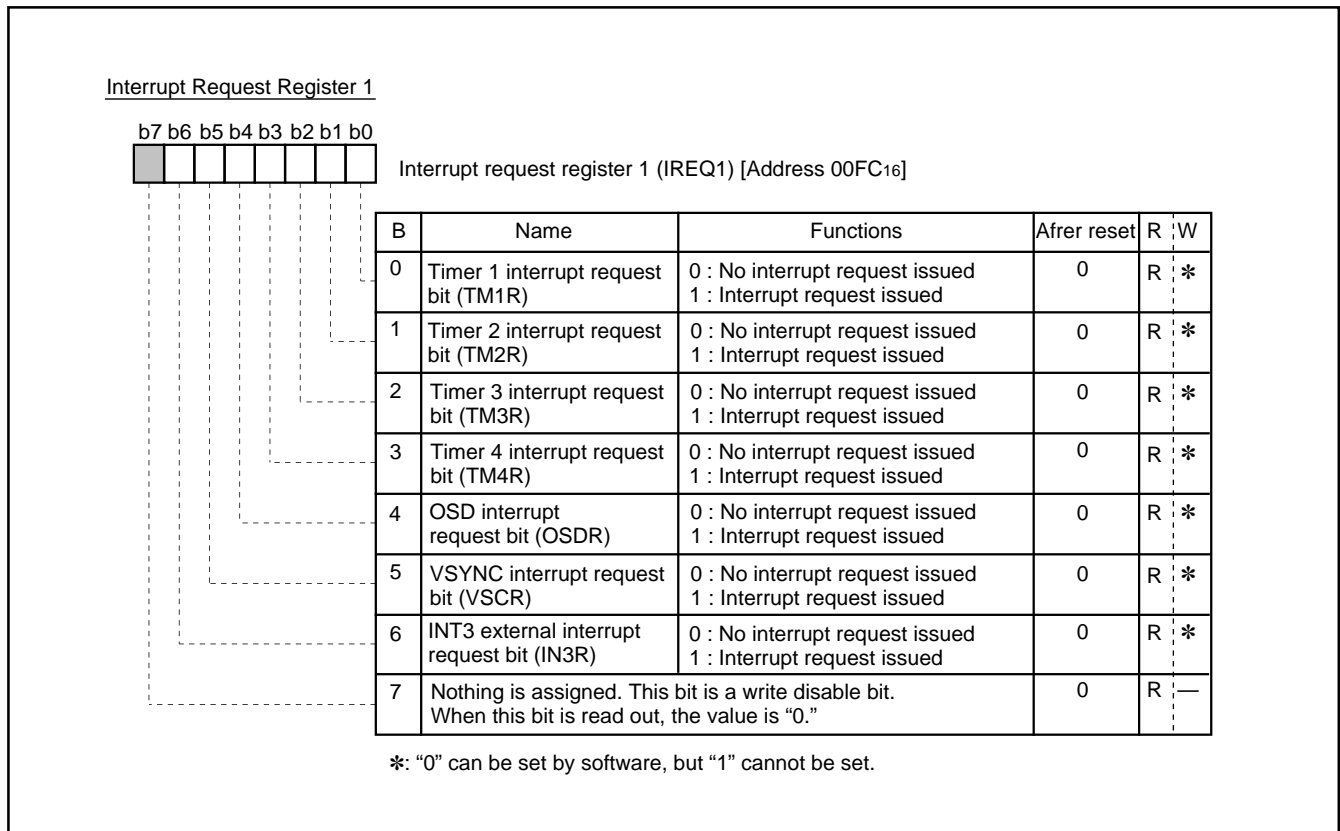 Interrupt Request Register 1
b7 b6 b5 b4 b3 b2 b1 b0
Interrupt request register 1 (IREQ1) [Address 00FC16]
B Name Functions Afrer reset R W
0 Timer 1 interrupt request bit (TM1R) 0 : No interrupt request issued 1 : Interrupt request issued 0 R ✻
1 Timer 2 interrupt request bit (TM2R) 0 : No interrupt request issued 1 : Interrupt request issued 0 R ✻
2 Timer 3 interrupt request bit (TM3R) 0 : No interrupt request issued 1 : Interrupt request issued 0 R ✻
3 Timer 4 interrupt request bit (TM4R) 0 : No interrupt request issued 1 : Interrupt request issued 0 R ✻
4 OSD interrupt request bit (OSDR) 0 : No interrupt request issued 1 : Interrupt request issued 0 R ✻
5 VSYNC interrupt request bit (VSCR) 0 : No interrupt request issued 1 : Interrupt request issued 0 R ✻
6 INT3 external interrupt request bit (IN3R) 0 : No interrupt request issued 1 : Interrupt request issued 0 R ✻
7 Nothing is assigned. This bit is a write disable bit. When this bit is read out, the value is “0.” 0 R —
✻: “0” can be set by software, but “1” cannot be set.